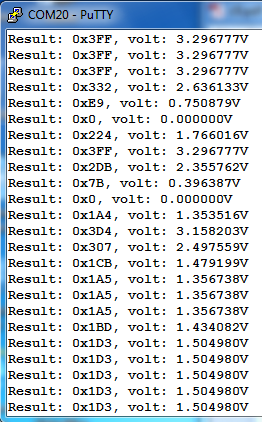 COM20 - PuTTY
Result: 0x3FF, volt: 3.296777V
Result: 0x3FF, volt: 3.296777V
Result: 0x3FF, volt: 3.296777V
Result: 0x332, volt: 2.636133V
Result: 0xE9, volt: 0.750879V
Result: 0x0, volt: 0.000000V
Result: 0x224, volt: 1.766016V
Result: 0x3FF, volt: 3.296777V
Result: 0x2DB, volt: 2.355762V
Result: 0x7B, volt: 0.396387V
Result: 0x0, volt: 0.000000V
Result: 0x1A4, volt: 1.353516V
Result: 0x3D4, volt: 3.158203V
Result: 0x307, volt: 2.497559V
Result: 0x1CB, volt: 1.479199V
Result: 0x1A5, volt: 1.356738V
Result: 0x1A5, volt: 1.356738V
Result: 0x1A5, volt: 1.356738V
Result: 0x1BD, volt: 1.434082V
Result: 0x1D3, volt: 1.504980V
Result: 0x1D3, volt: 1.504980V
Result: 0x1D3, volt: 1.504980V
Result: 0x1D3, volt: 1.504980V